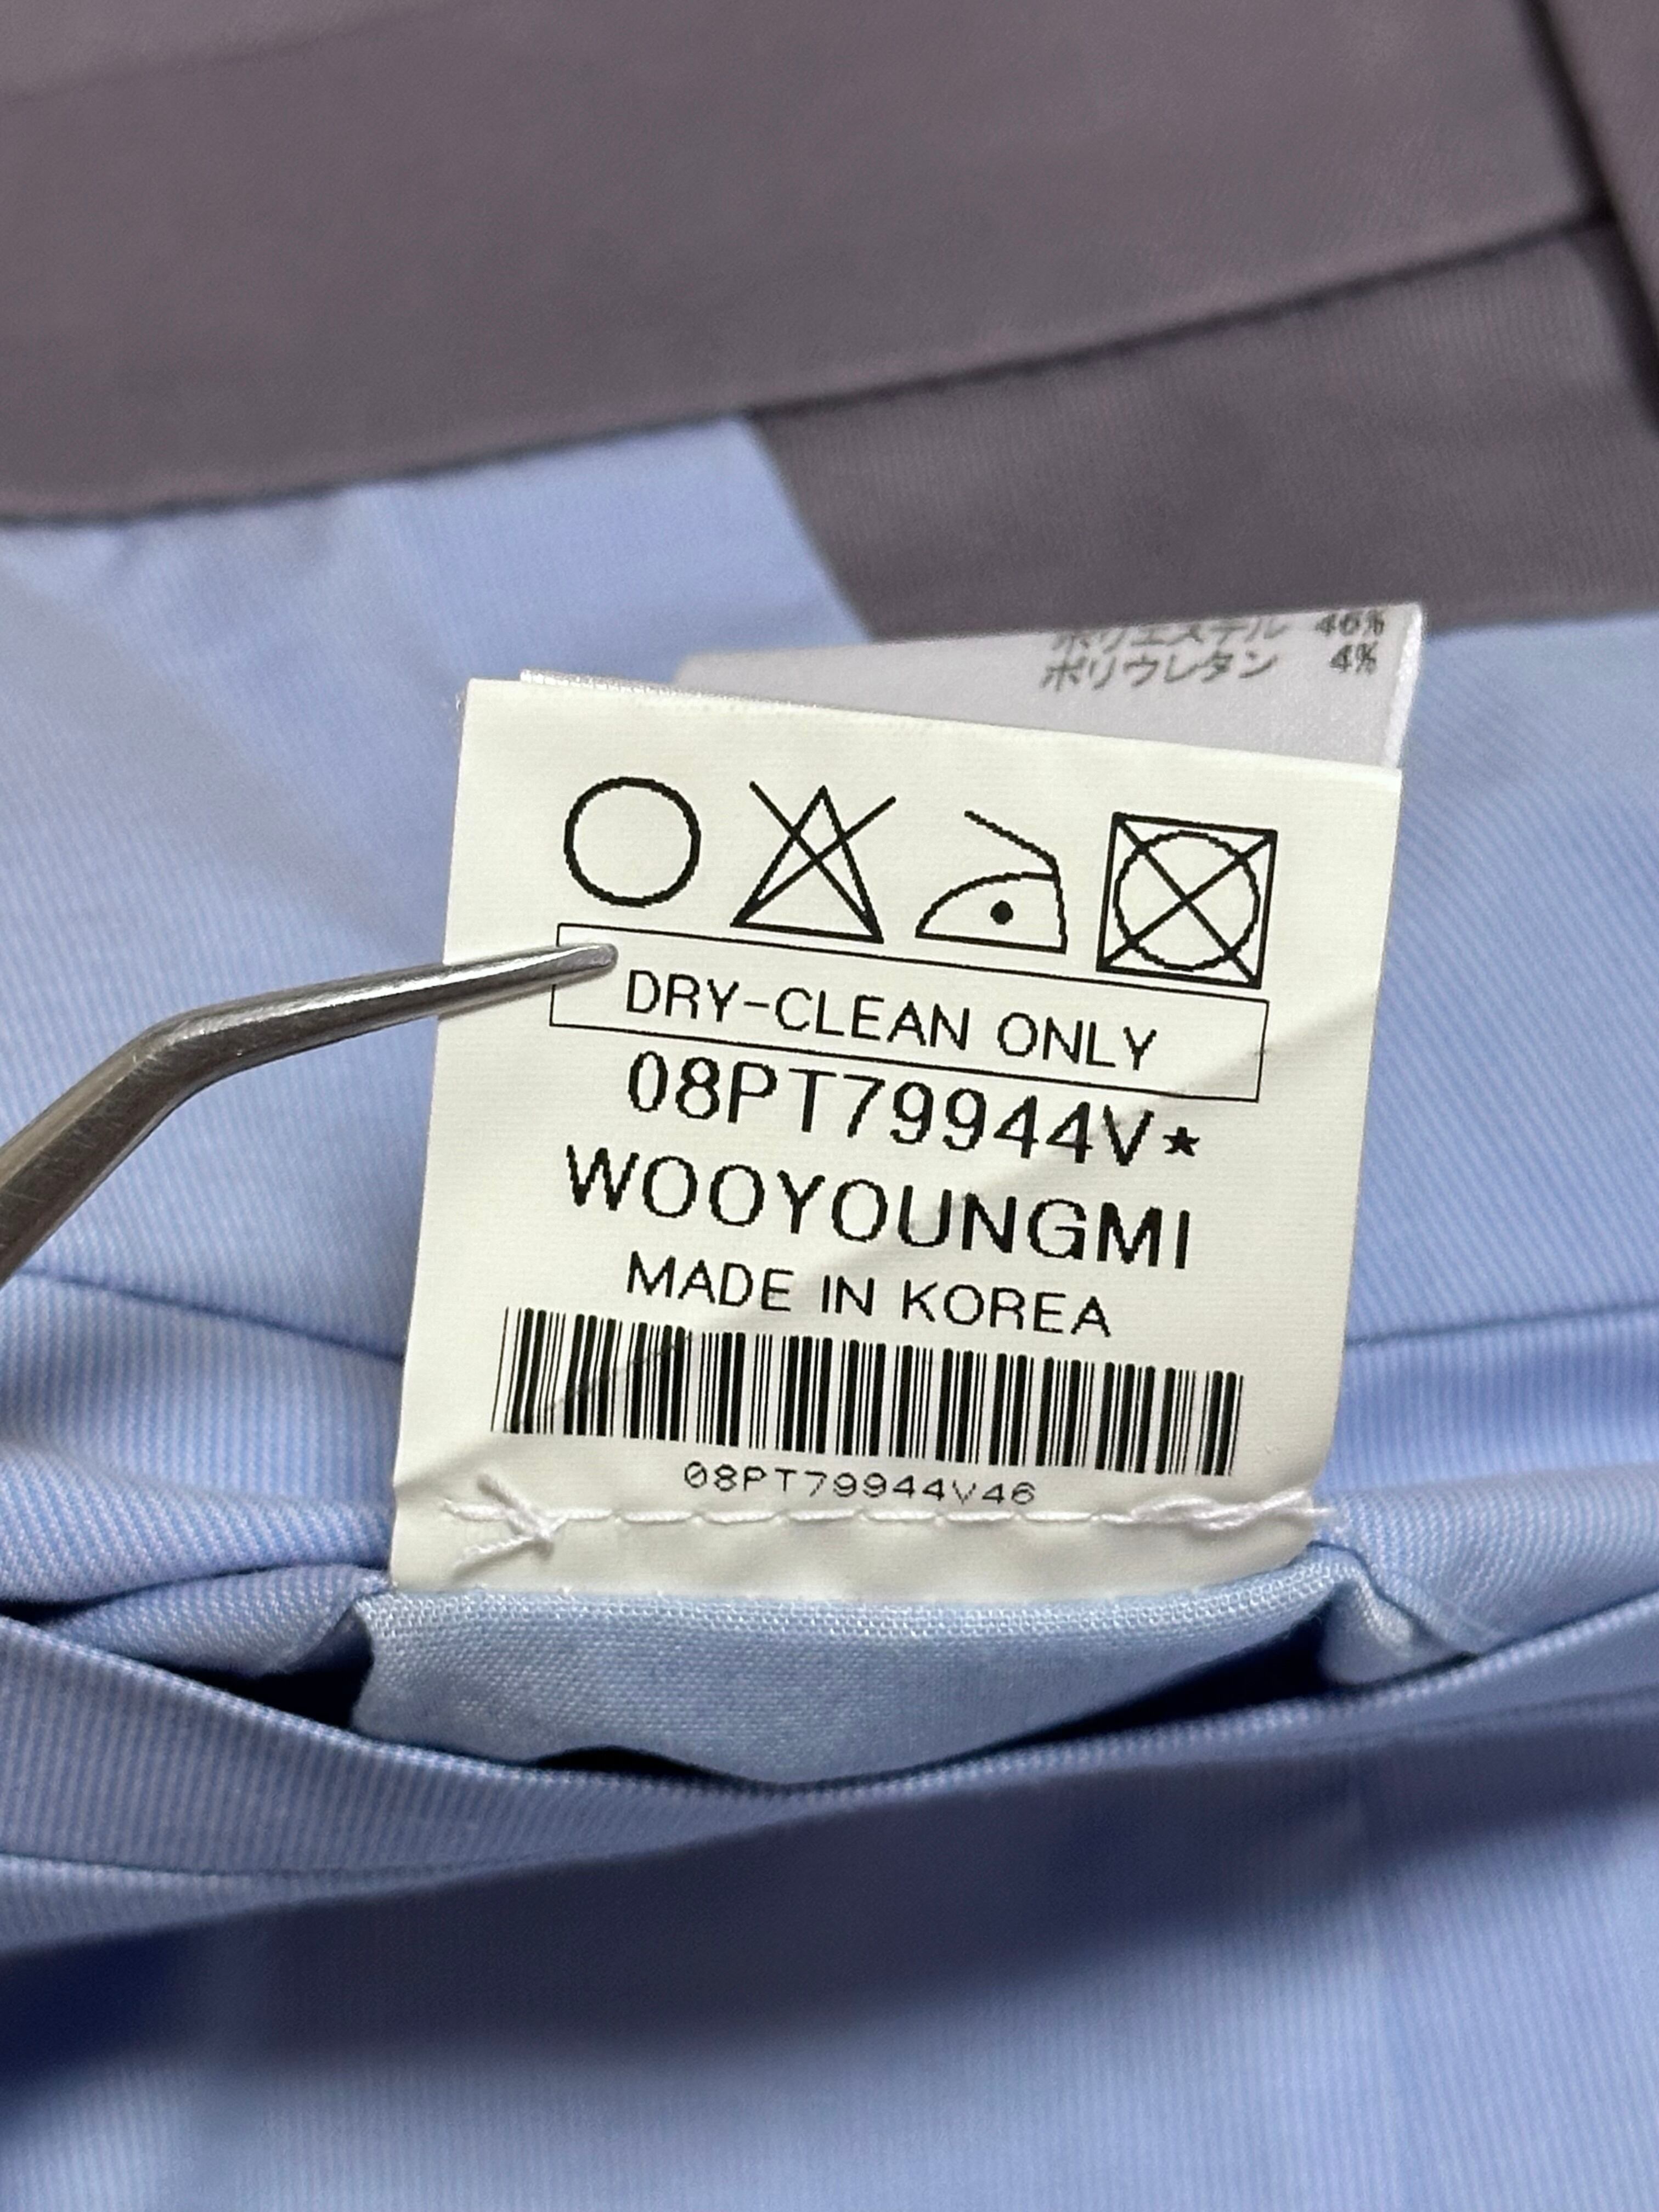 ポリエステル 46%
ポリウレタン 4%
DRY-CLEAN ONLY
08PT79944V*
WOOYOUNGMI
MADE IN KOREA
08PT79944V46